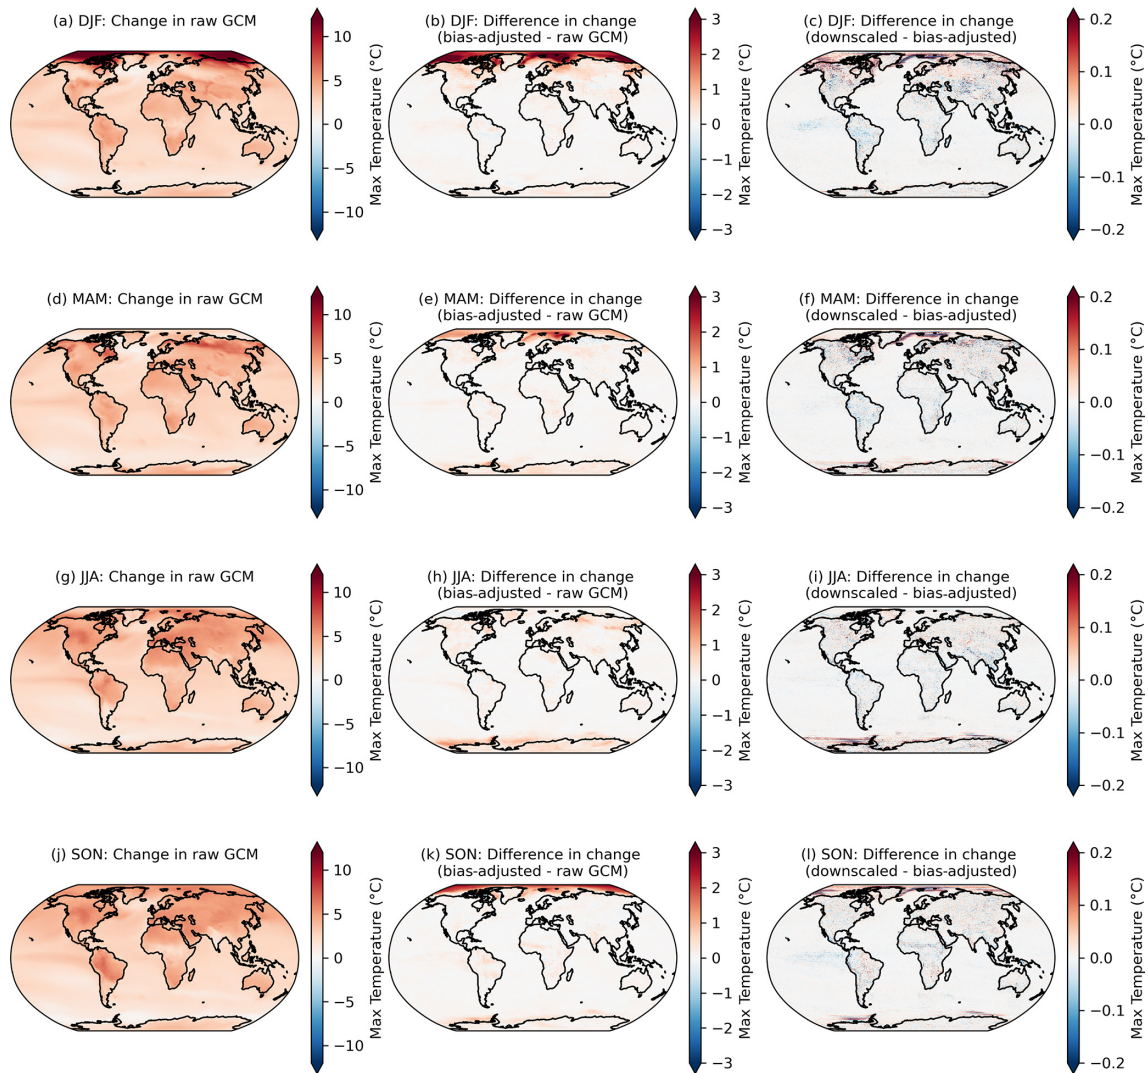 (a) DJF: Change in raw GCM
10
5
0
−5
−10
Max Temperature (°C)
(b) DJF: Difference in change
(bias-adjusted - raw GCM)
3
2
1
0
−1
−2
−3
Max Temperature (°C)
(c) DJF: Difference in change
(downscaled - bias-adjusted)
0.2
0.1
0.0
−0.1
−0.2
Max Temperature (°C)
(d) MAM: Change in raw GCM
10
5
0
−5
−10
Max Temperature (°C)
(e) MAM: Difference in change
(bias-adjusted - raw GCM)
3
2
1
0
−1
−2
−3
Max Temperature (°C)
(f) MAM: Difference in change
(downscaled - bias-adjusted)
0.2
0.1
0.0
−0.1
−0.2
Max Temperature (°C)
(g) JJA: Change in raw GCM
10
5
0
−5
−10
Max Temperature (°C)
(h) JJA: Difference in change
(bias-adjusted - raw GCM)
3
2
1
0
−1
−2
−3
Max Temperature (°C)
(i) JJA: Difference in change
(downscaled - bias-adjusted)
0.2
0.1
0.0
−0.1
−0.2
Max Temperature (°C)
(j) SON: Change in raw GCM
10
5
0
−5
−10
Max Temperature (°C)
(k) SON: Difference in change
(bias-adjusted - raw GCM)
3
2
1
0
−1
−2
−3
Max Temperature (°C)
(l) SON: Difference in change
(downscaled - bias-adjusted)
0.2
0.1
0.0
−0.1
−0.2
Max Temperature (°C)